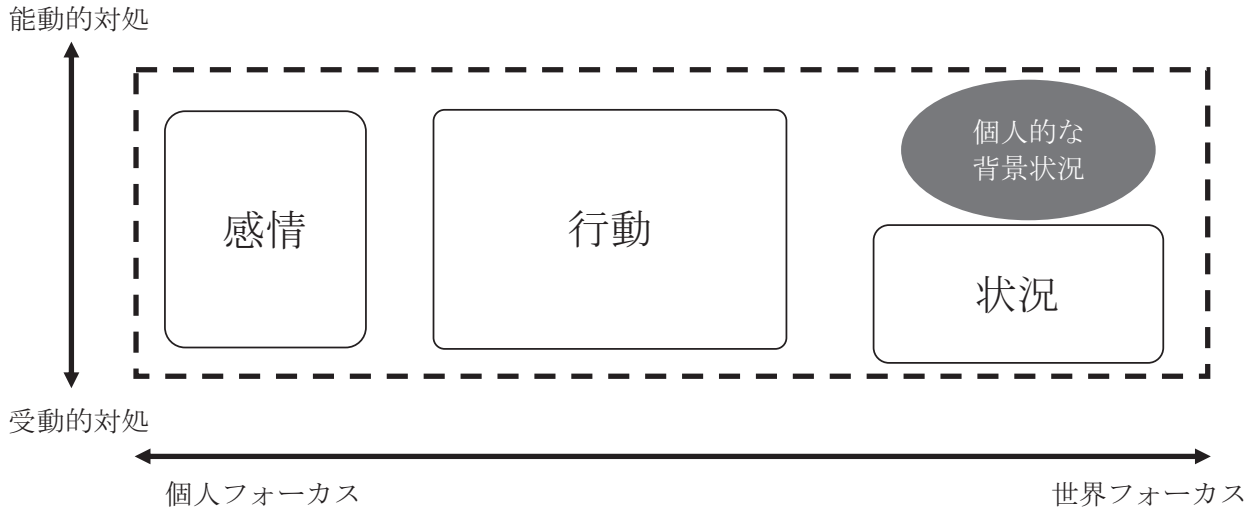 能動的対処
個人的な
背景状況
感情
行動
状況
受動的対処
個人フォーカス
世界フォーカス